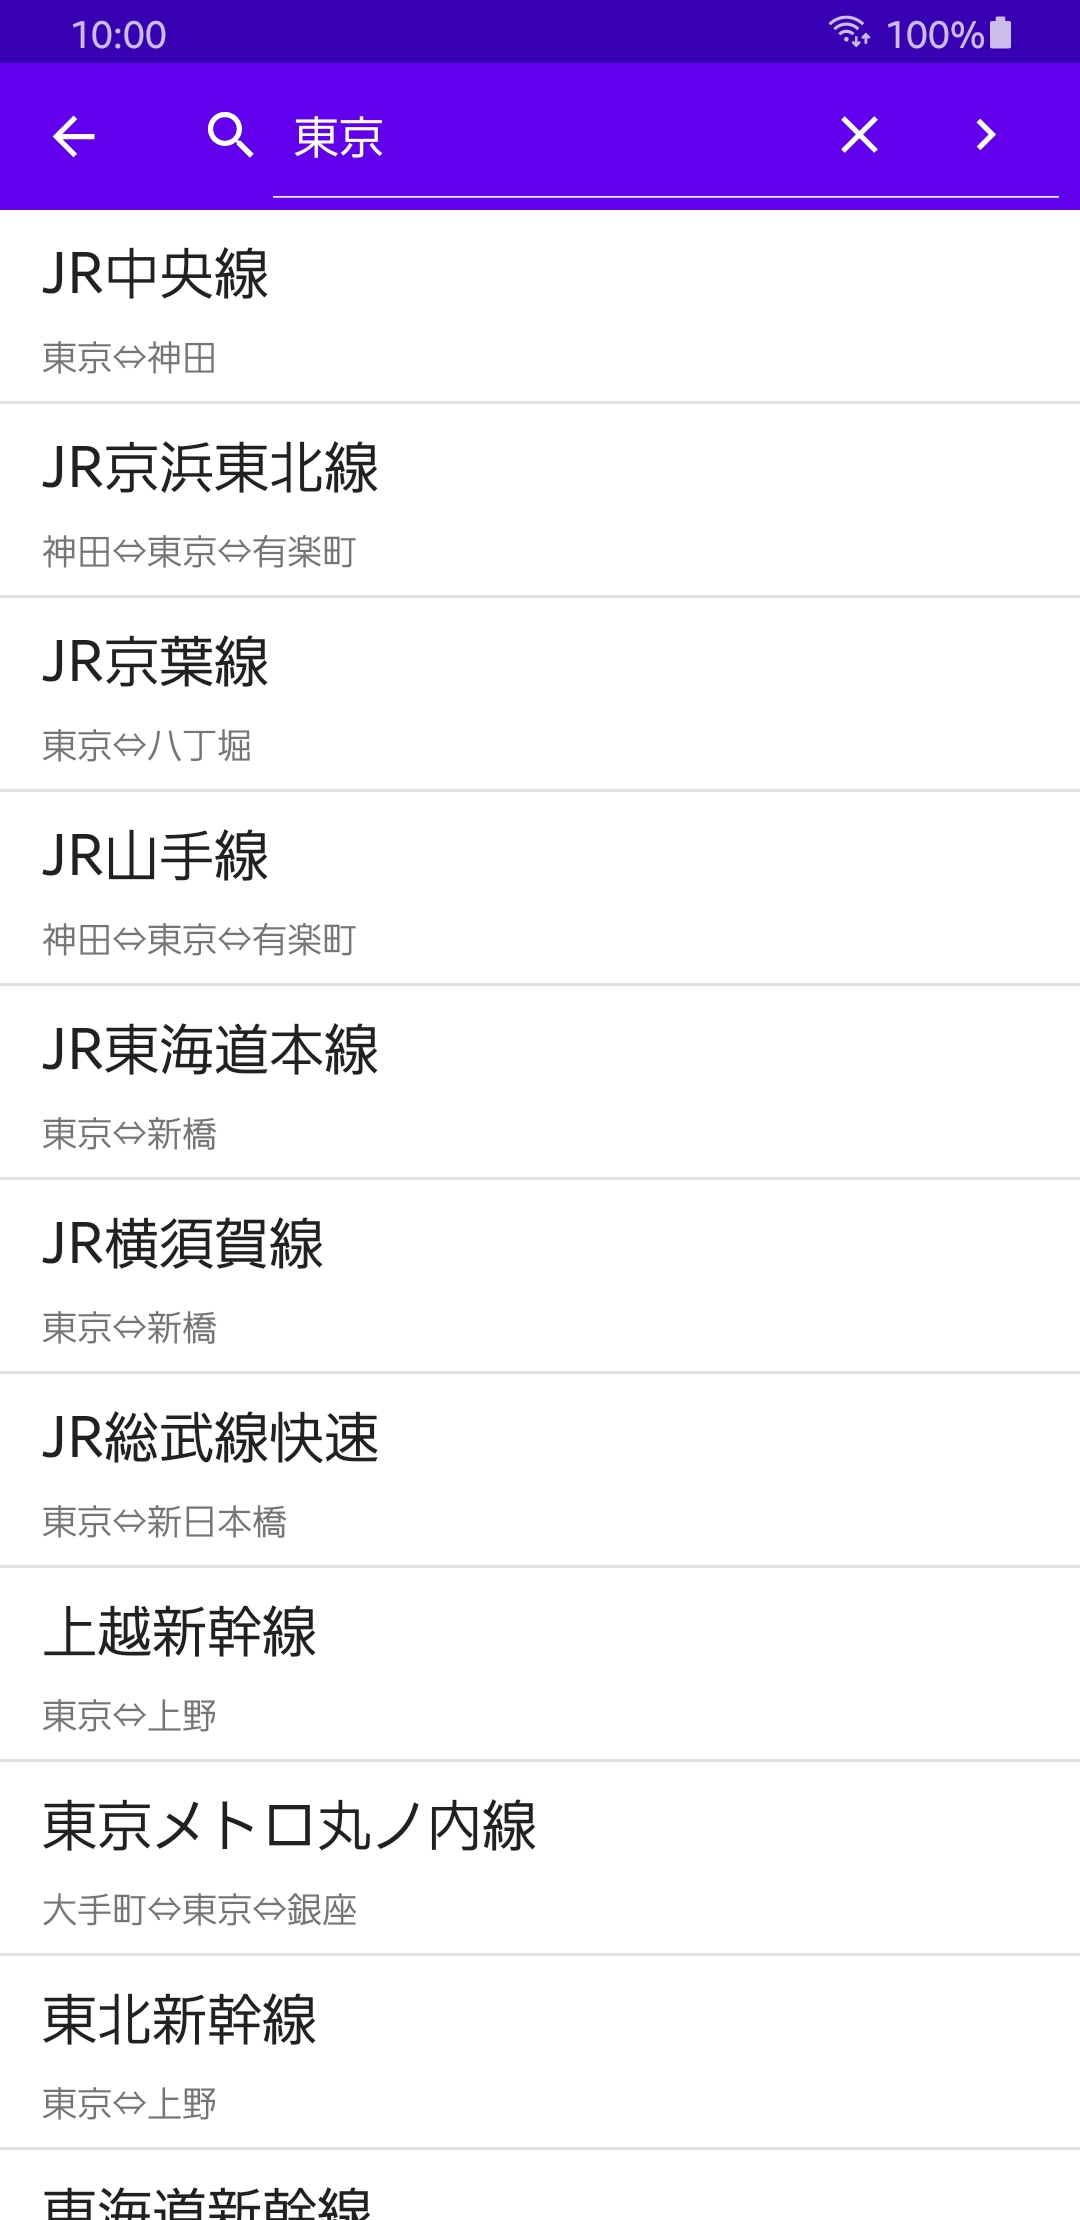 10:00 100%
東京
JR中央線
東京⇔神田
JR京浜東北線
神田⇔東京⇔有楽町
JR京葉線
東京⇔八丁堀
JR山手線
神田⇔東京⇔有楽町
JR東海道本線
東京⇔新橋
JR横須賀線
東京⇔新橋
JR総武線快速
東京⇔新日本橋
上越新幹線
東京⇔上野
東京メトロ丸ノ内線
大手町⇔東京⇔銀座
東北新幹線
東京⇔上野
東海道新幹線